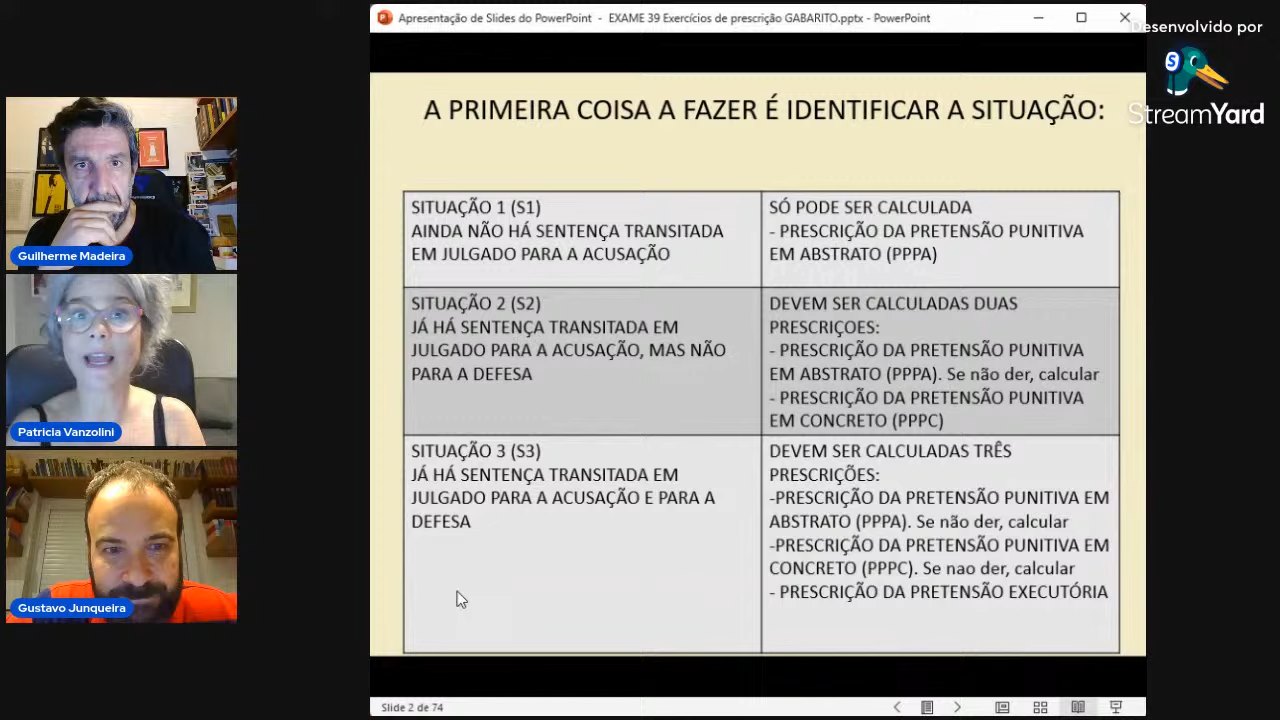 Apresentação de Slides do PowerPoint - EXAME 39 Exercícios de prescrição GABARITO.pptx - PowerPoint
Desenvolvido por
StreamYard
A PRIMEIRA COISA A FAZER É IDENTIFICAR A SITUAÇÃO:
SITUAÇÃO 1 (S1)
AINDA NÃO HÁ SENTENÇA TRANSITADA
EM JULGADO PARA A ACUSAÇÃO
SÓ PODE SER CALCULADA
- PRESCRIÇÃO DA PRETENSÃO PUNITIVA
EM ABSTRATO (PPPA)
SITUAÇÃO 2 (S2)
JÁ HÁ SENTENÇA TRANSITADA EM
JULGADO PARA A ACUSAÇÃO, MAS NÃO
PARA A DEFESA
DEVEM SER CALCULADAS DUAS
PRESCRIÇOES:
- PRESCRIÇÃO DA PRETENSÃO PUNITIVA
EM ABSTRATO (PPPA). Se não der, calcular
- PRESCRIÇÃO DA PRETENSÃO PUNITIVA
EM CONCRETO (PPPC)
SITUAÇÃO 3 (S3)
JÁ HÁ SENTENÇA TRANSITADA EM
JULGADO PARA A ACUSAÇÃO E PARA A
DEFESA
DEVEM SER CALCULADAS TRÊS
PRESCRIÇÕES:
-PRESCRIÇÃO DA PRETENSÃO PUNITIVA EM
ABSTRATO (PPPA). Se não der, calcular
-PRESCRIÇÃO DA PRETENSÃO PUNITIVA EM
CONCRETO (PPPC). Se nao der, calcular
- PRESCRIÇÃO DA PRETENSÃO EXECUTÓRIA
Guilherme Madeira
Patricia Vanzolini
Gustavo Junqueira
Slide 2 de 74